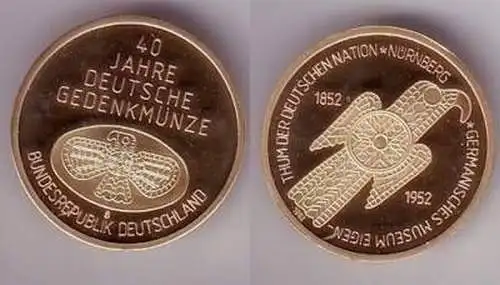 40
JAHRE
DEUTSCHE
GEDENKMÜNZE
BUNDESREPUBLIK DEUTSCHLAND
GERMANISCHES MUSEUM EIGEN-
THUM DER DEUTSCHEN NATION * NÜRNBERG *
1852
1952